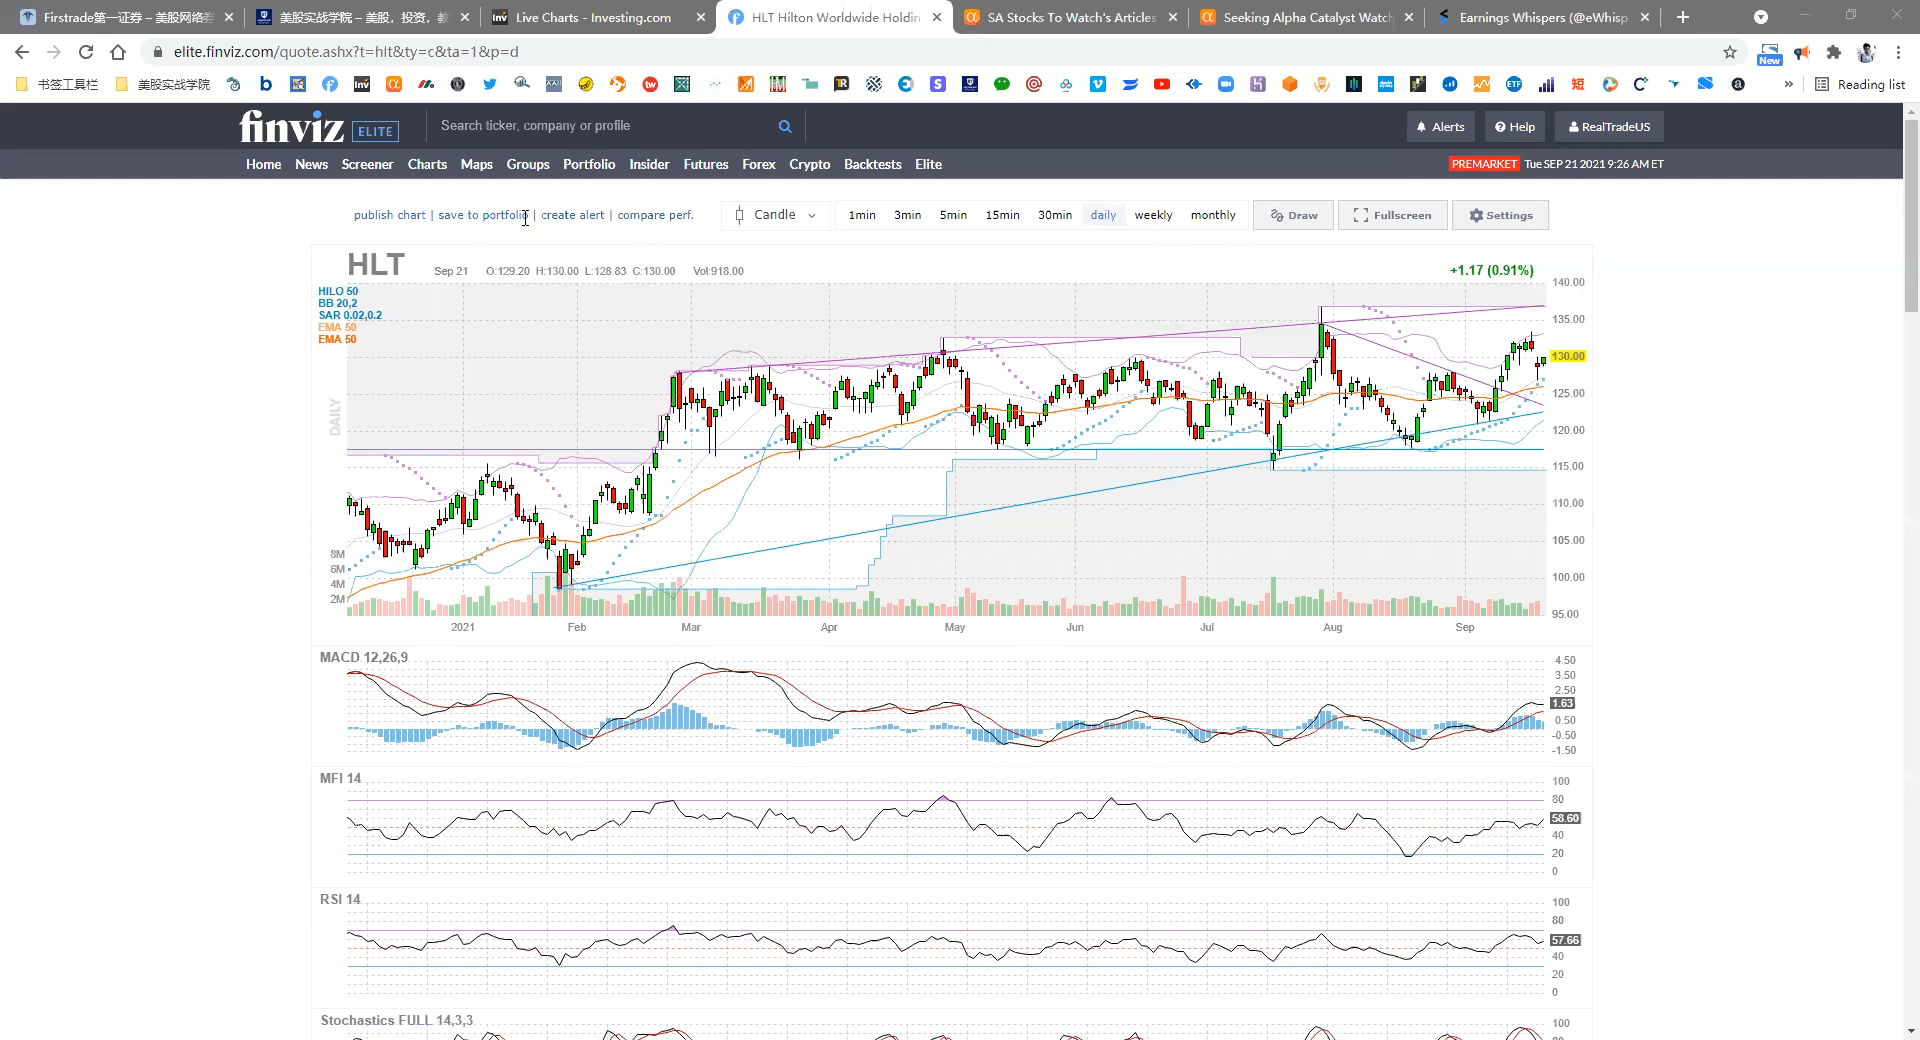 Firstrade第一证券 – 美股网络券
美股实战学院 – 美股，投资，教
Live Charts - Investing.com
HLT Hilton Worldwide Holdin
SA Stocks To Watch's Articles
Seeking Alpha Catalyst Watch
Earnings Whispers (@eWhisp
elite.finviz.com/quote.ashx?t=hlt&ty=c&ta=1&p=d
New
书签工具栏
美股实战学院
Reading list
finviz ELITE
Search ticker, company or profile
Alerts
Help
RealTradeUS
Home News Screener Charts Maps Groups Portfolio Insider Futures Forex Crypto Backtests Elite
PREMARKET Tue SEP 21 2021 9:26 AM ET
publish chart | save to portfolio | create alert | compare perf.
Candle
1min 3min 5min 15min 30min daily weekly monthly
Draw
Fullscreen
Settings
HLT
Sep 21 O:129.20 H:130.00 L:128.83 C:130.00 Vol:918.00
+1.17 (0.91%)
HILO 50
BB 20,2
SAR 0.02,0.2
EMA 50
EMA 50
DAILY
140.00
135.00
130.00
125.00
120.00
115.00
110.00
105.00
100.00
95.00
8M
6M
4M
2M
2021 Feb Mar Apr May Jun Jul Aug Sep
MACD 12,26,9
4.50
3.50
2.50
1.63
0.50
-0.50
-1.50
MFI 14
100
80
58.60
40
20
0
RSI 14
100
80
57.66
40
20
0
Stochastics FULL 14,3,3
100